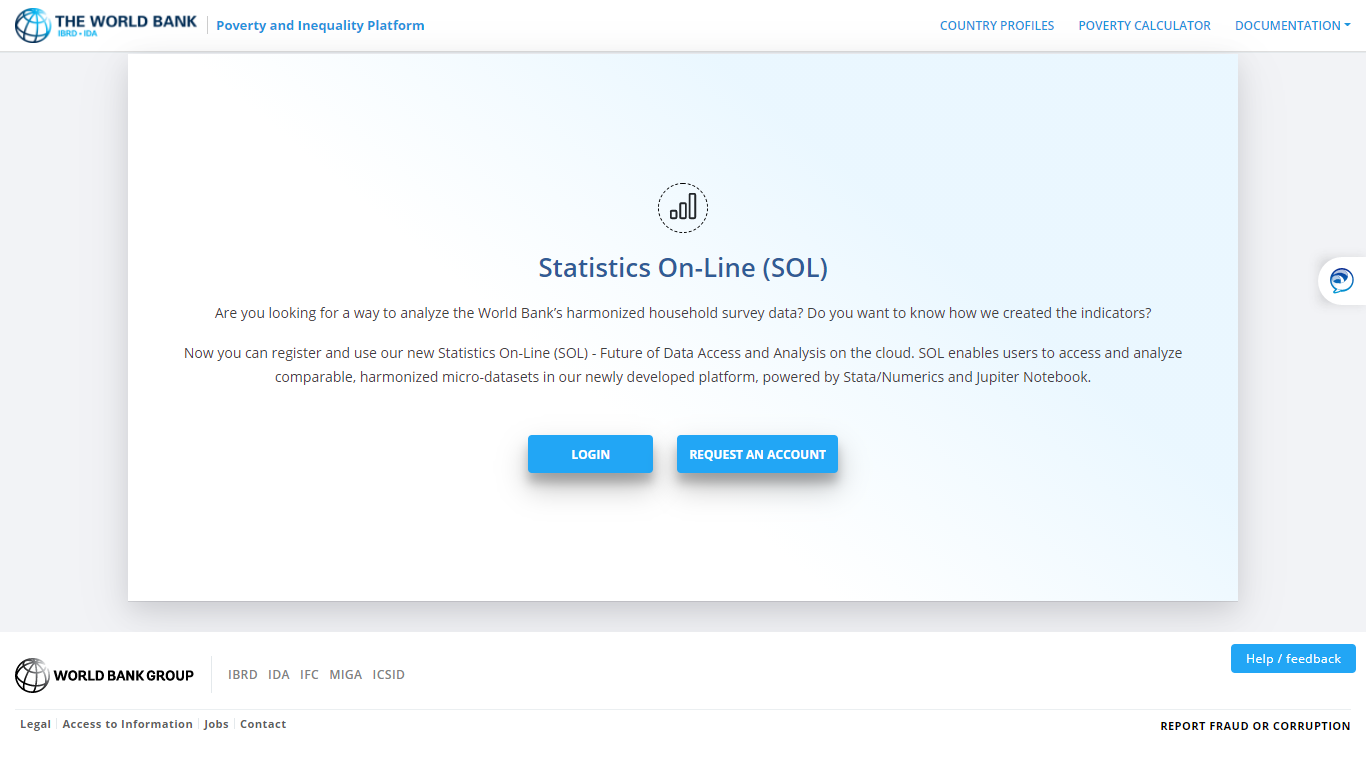 THE WORLD BANK
IBRD • IDA
Poverty and Inequality Platform
COUNTRY PROFILES
POVERTY CALCULATOR
DOCUMENTATION
Statistics On-Line (SOL)
Are you looking for a way to analyze the World Bank’s harmonized household survey data? Do you want to know how we created the indicators?
Now you can register and use our new Statistics On-Line (SOL) - Future of Data Access and Analysis on the cloud. SOL enables users to access and analyze
comparable, harmonized micro-datasets in our newly developed platform, powered by Stata/Numerics and Jupiter Notebook.
LOGIN
REQUEST AN ACCOUNT
Help / feedback
WORLD BANK GROUP
IBRD IDA IFC MIGA ICSID
Legal Access to Information Jobs Contact
REPORT FRAUD OR CORRUPTION